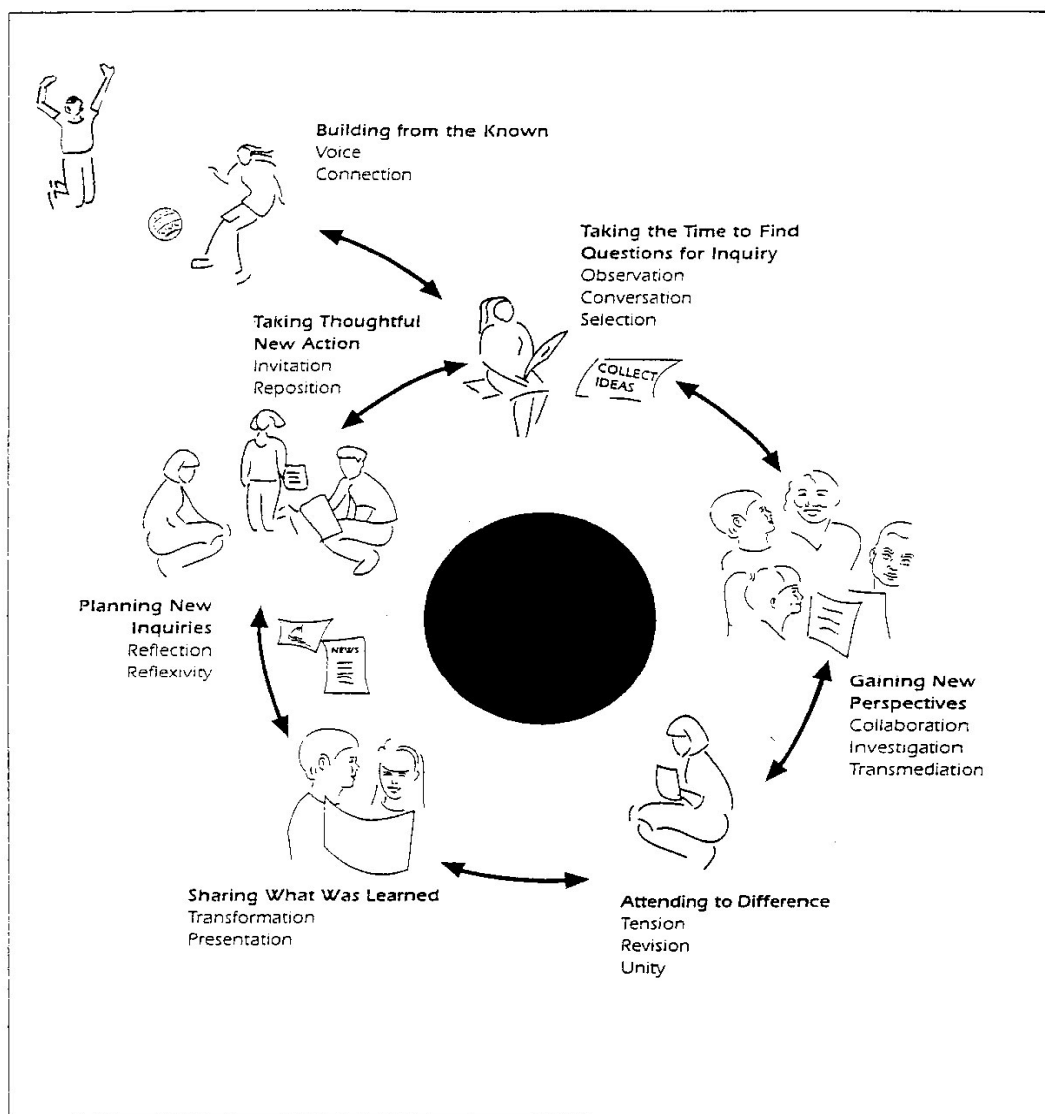 Building from the Known
Voice
Connection
Taking the Time to Find
Questions for Inquiry
Observation
Conversation
Selection
COLLECT
IDEAS
Taking Thoughtful
New Action
Invitation
Reposition
Planning New
Inquiries
Reflection
Reflexivity
NEWS
Gaining New
Perspectives
Collaboration
Investigation
Transmediation
Sharing What Was Learned
Transformation
Presentation
Attending to Difference
Tension
Revision
Unity